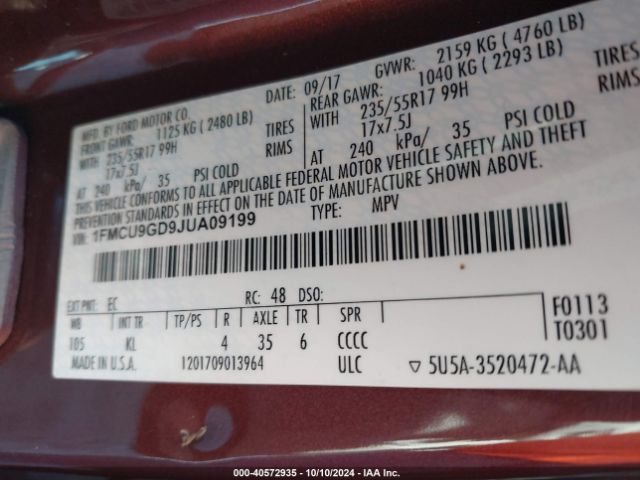 MFD. BY FORD MOTOR CO. DATE: 09/17 GVWR: 2159 KG ( 4760 LB)
FRONT GAWR: 1125 KG ( 2480 LB) REAR GAWR: 1040 KG ( 2293 LB)
WITH 235/55R17 99H TIRES WITH 235/55R17 99H TIRES
17x7.5J RIMS 17x7.5J RIMS
AT 240 kPa/ 35 PSI COLD AT 240 kPa/ 35 PSI COLD
THIS VEHICLE CONFORMS TO ALL APPLICABLE FEDERAL MOTOR VEHICLE SAFETY AND THEFT
PREVENTION STANDARDS IN EFFECT ON THE DATE OF MANUFACTURE SHOWN ABOVE.
VIN: 1FMCU9GD9JUA09199 TYPE: MPV
EXT PNT: EC RC: 48 DSO: F0113
WB INT TR TP/PS R AXLE TR SPR T0301
105 KL 4 35 6 CCCC
MADE IN U.S.A. 1201709013964 ULC ▽ 5U5A-3520472-AA
000-40572935 - 10/10/2024 - IAA Inc.